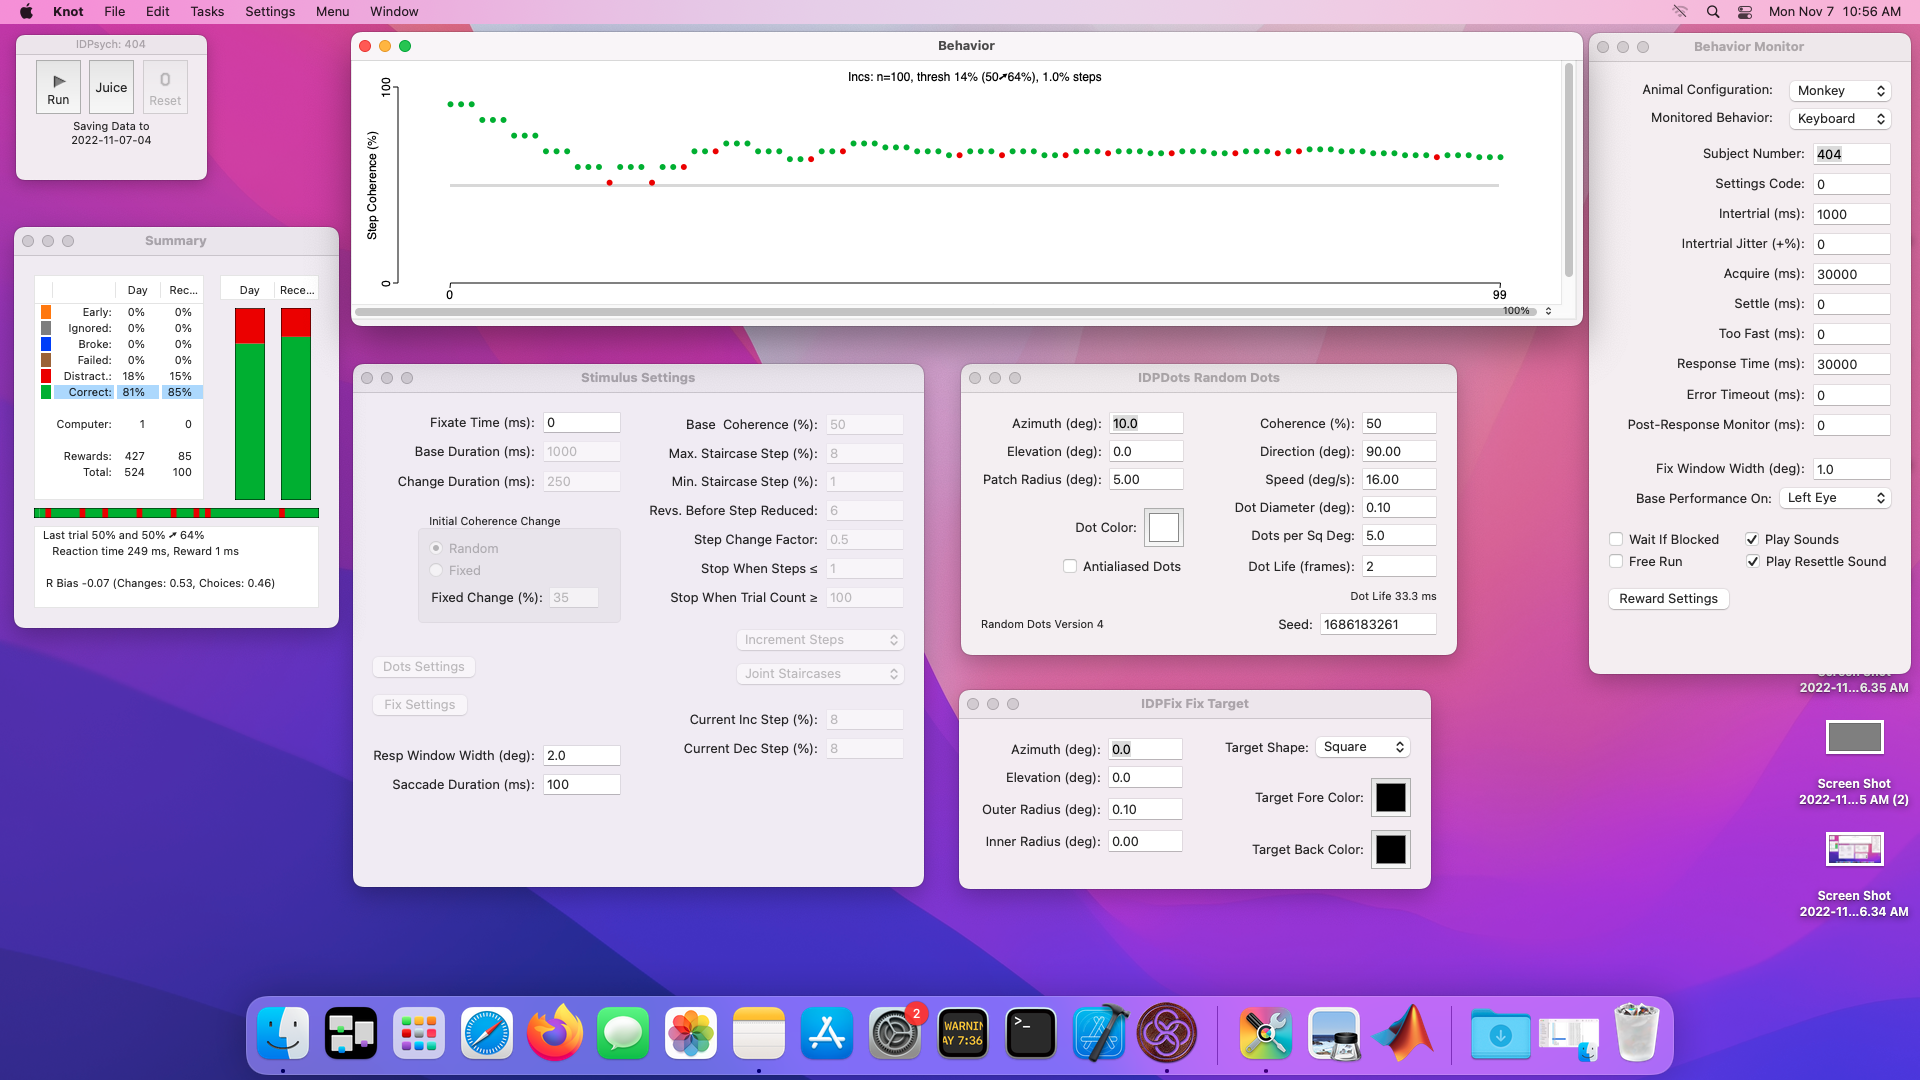 Knot File Edit Tasks Settings Menu Window
Mon Nov 7 10:56 AM
IDPsych: 404
Run
Juice
0
Reset
Saving Data to
2022-11-07-04
Summary
Day Rec...
Early: 0% 0%
Ignored: 0% 0%
Broke: 0% 0%
Failed: 0% 0%
Distract.: 18% 15%
Correct: 81% 85%
Computer: 1 0
Rewards: 427 85
Total: 524 100
Day Rece...
Last trial 50% and 50% ➚ 64%
Reaction time 249 ms, Reward 1 ms
R Bias -0.07 (Changes: 0.53, Choices: 0.46)
Behavior
Incs: n=100, thresh 14% (50➚64%), 1.0% steps
Step Coherence (%)
100
0
0
99
100%
Stimulus Settings
Fixate Time (ms): 0
Base Duration (ms): 1000
Change Duration (ms): 250
Initial Coherence Change
Random
Fixed
Fixed Change (%): 35
Dots Settings
Fix Settings
Resp Window Width (deg): 2.0
Saccade Duration (ms): 100
Base Coherence (%): 50
Max. Staircase Step (%): 8
Min. Staircase Step (%): 1
Revs. Before Step Reduced: 6
Step Change Factor: 0.5
Stop When Steps ≤ 1
Stop When Trial Count ≥ 100
Increment Steps
Joint Staircases
Current Inc Step (%): 8
Current Dec Step (%): 8
IDPDots Random Dots
Azimuth (deg): 10.0
Elevation (deg): 0.0
Patch Radius (deg): 5.00
Dot Color:
Antialiased Dots
Random Dots Version 4
Coherence (%): 50
Direction (deg): 90.00
Speed (deg/s): 16.00
Dot Diameter (deg): 0.10
Dots per Sq Deg: 5.0
Dot Life (frames): 2
Dot Life 33.3 ms
Seed: 1686183261
IDPFix Fix Target
Azimuth (deg): 0.0
Elevation (deg): 0.0
Outer Radius (deg): 0.10
Inner Radius (deg): 0.00
Target Shape: Square
Target Fore Color:
Target Back Color:
Behavior Monitor
Animal Configuration: Monkey
Monitored Behavior: Keyboard
Subject Number: 404
Settings Code: 0
Intertrial (ms): 1000
Intertrial Jitter (+%): 0
Acquire (ms): 30000
Settle (ms): 0
Too Fast (ms): 0
Response Time (ms): 30000
Error Timeout (ms): 0
Post-Response Monitor (ms): 0
Fix Window Width (deg): 1.0
Base Performance On: Left Eye
Wait If Blocked
Play Sounds
Free Run
Play Resettle Sound
Reward Settings
Screen Shot
2022-11...6.35 AM
Screen Shot
2022-11...5 AM (2)
Screen Shot
2022-11...6.34 AM
2
WARNIN
AY 7:36
>_